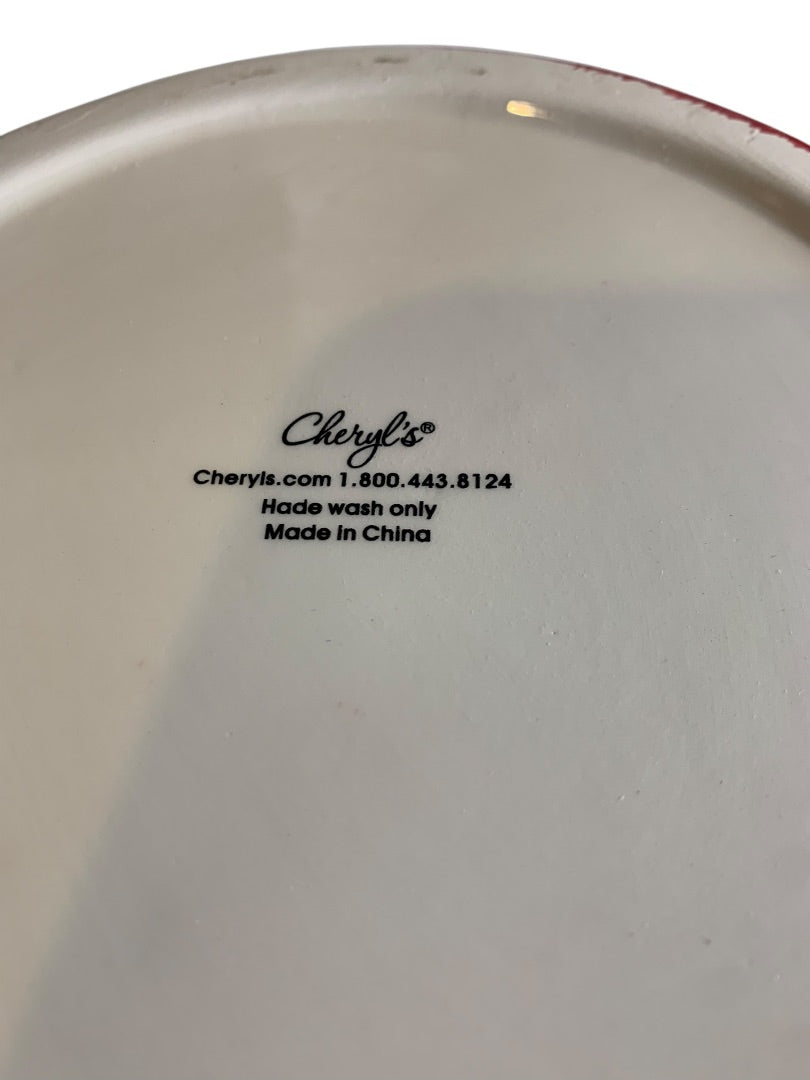 Cheryl's®
Cheryls.com 1.800.443.8124
Hade wash only
Made in China